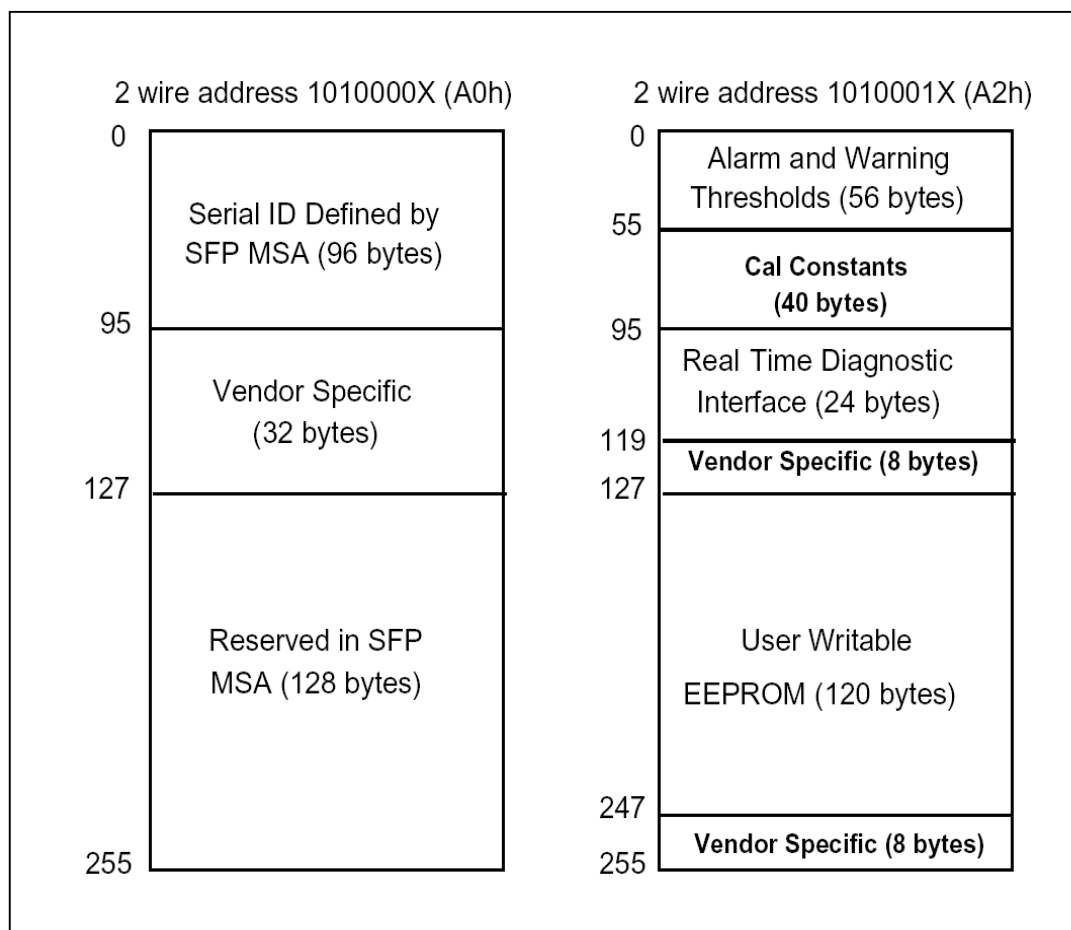 2 wire address 1010000X (A0h)
0
Serial ID Defined by
SFP MSA (96 bytes)
95
Vendor Specific
(32 bytes)
127
Reserved in SFP
MSA (128 bytes)
255
2 wire address 1010001X (A2h)
0
Alarm and Warning
Thresholds (56 bytes)
55
Cal Constants
(40 bytes)
95
Real Time Diagnostic
Interface (24 bytes)
119
Vendor Specific (8 bytes)
127
User Writable
EEPROM (120 bytes)
247
Vendor Specific (8 bytes)
255